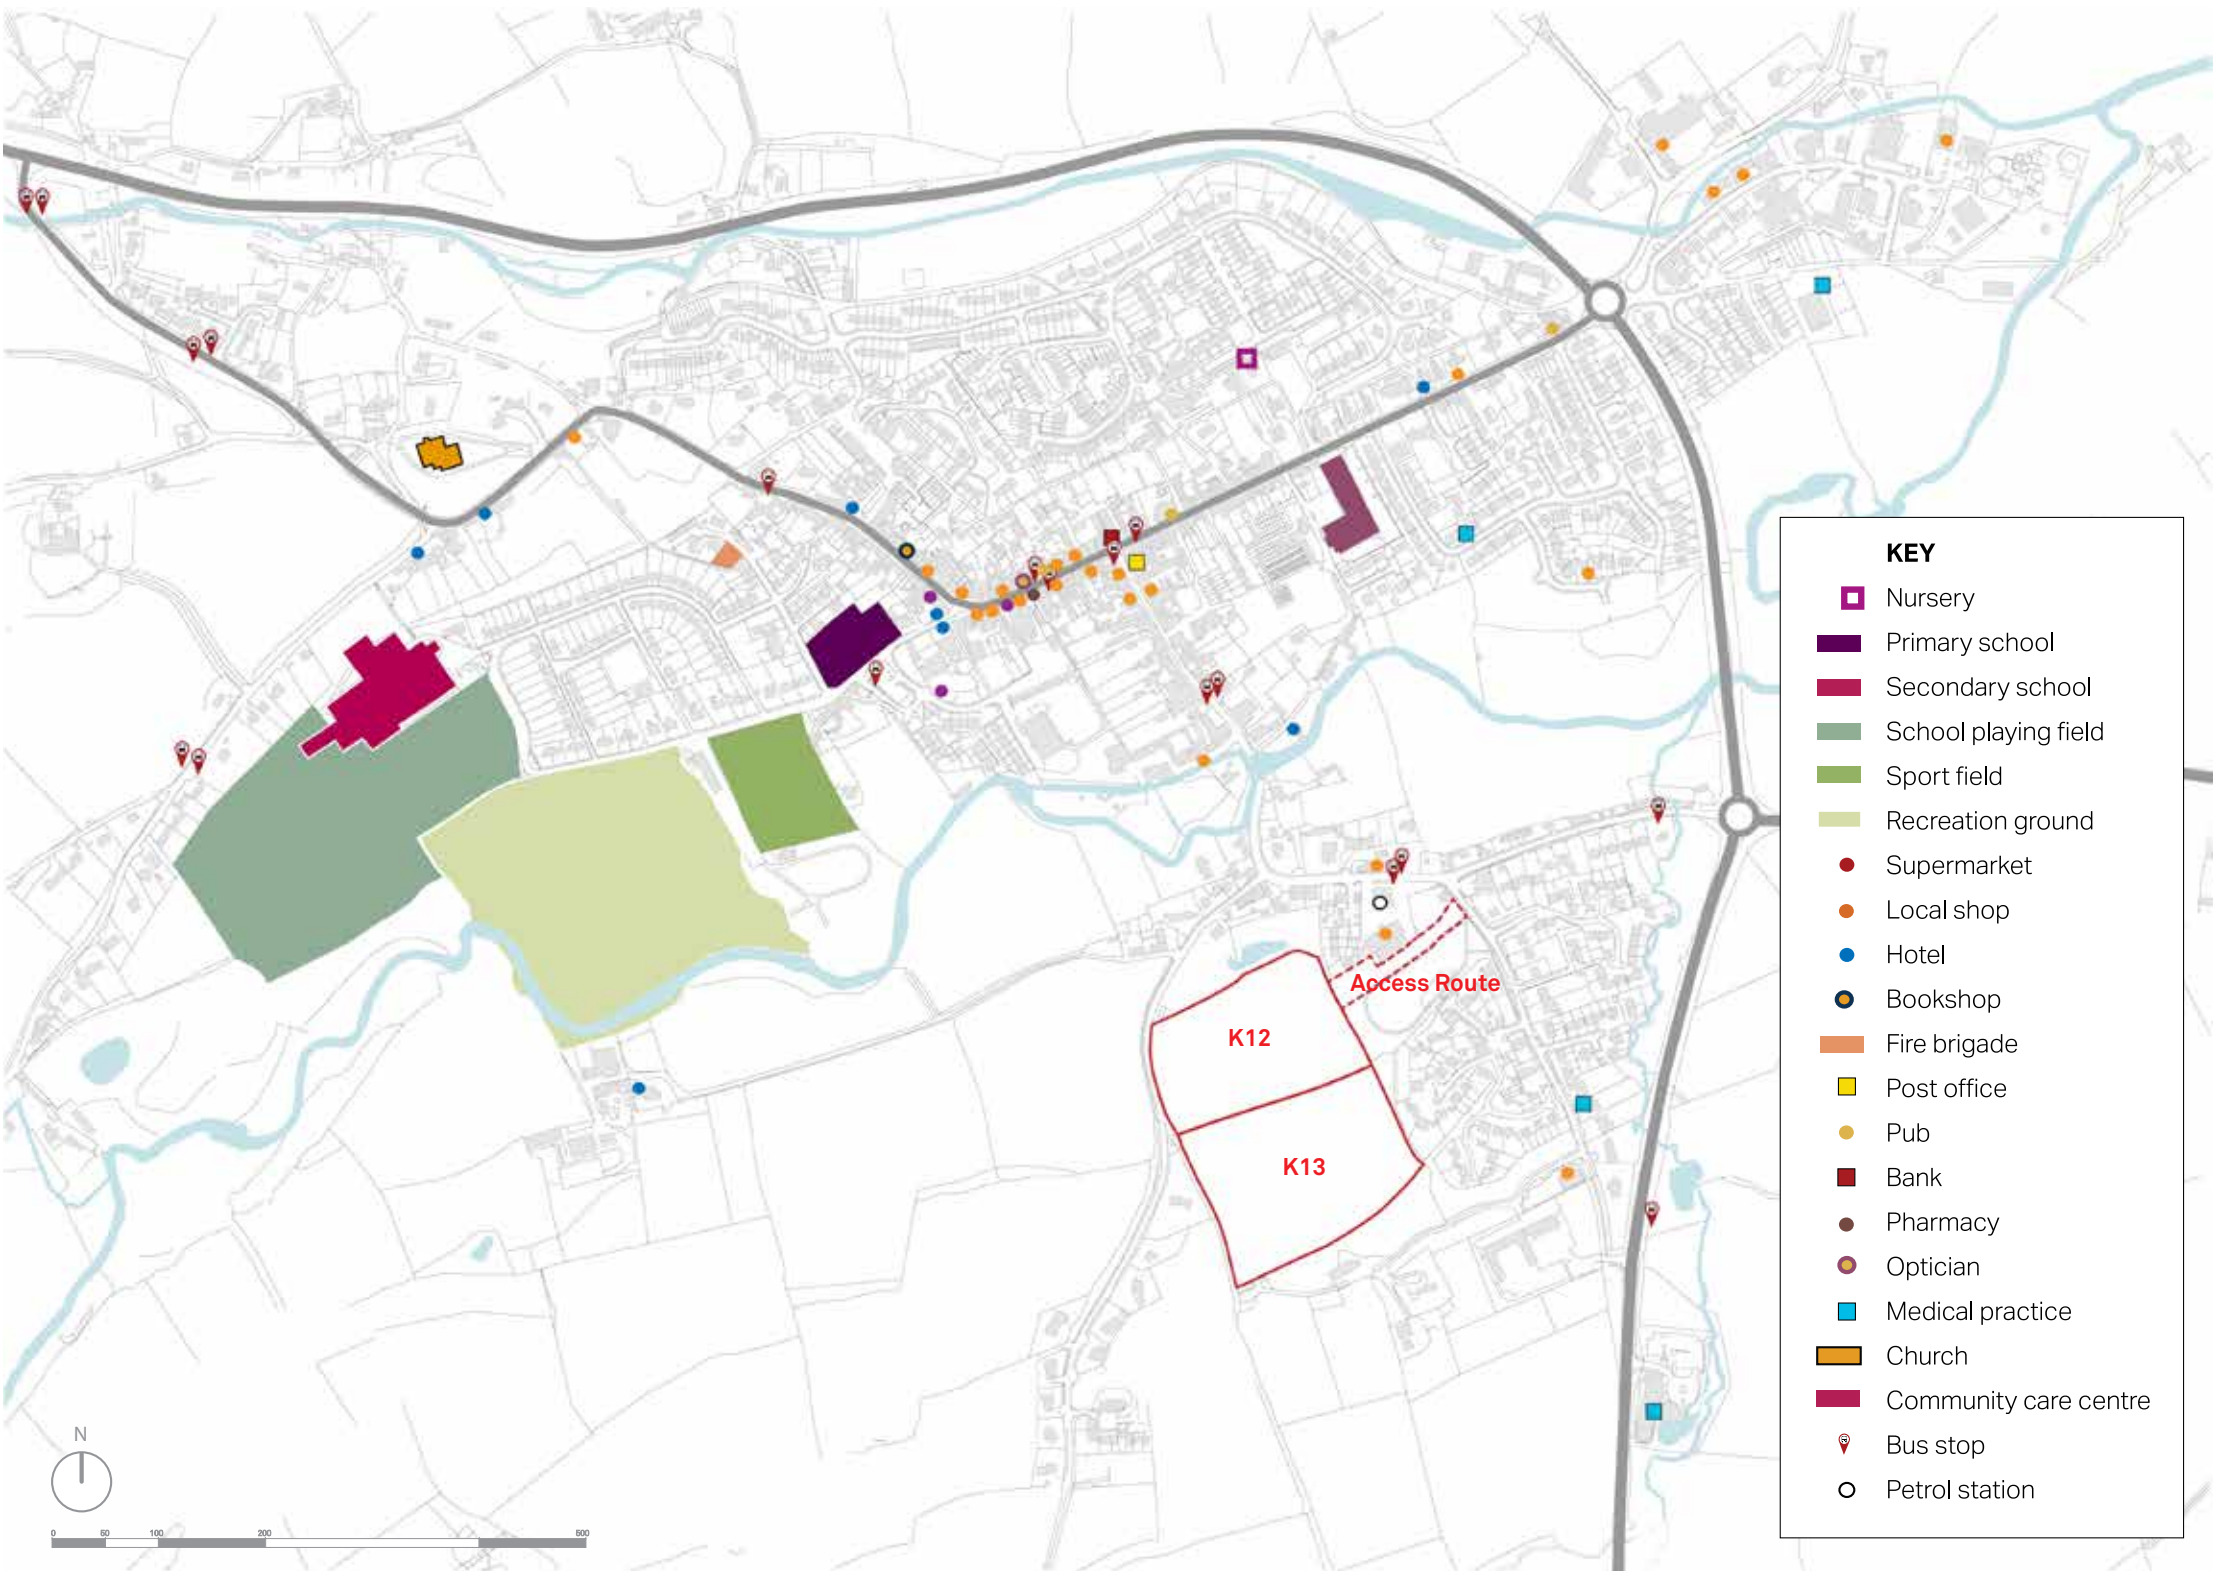 KEY
Nursery
Primary school
Secondary school
School playing field
Sport field
Recreation ground
Supermarket
Local shop
Hotel
Bookshop
Fire brigade
Post office
Pub
Bank
Pharmacy
Optician
Medical practice
Church
Community care centre
Bus stop
Petrol station
Access Route
K12
K13
N
0 50 100 200 500